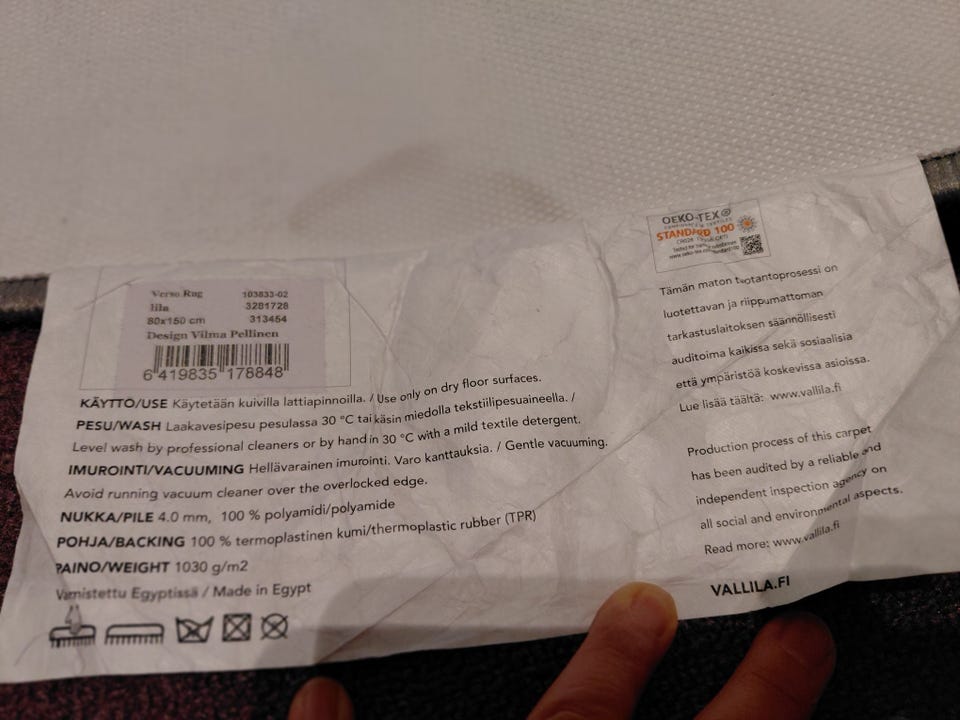 Verso Rug 103833-02
lila 3281728
80x150 cm 313454
Design Vilma Pellinen
6 419835 178848
KÄYTTÖ/USE Käytetään kuivilla lattiapinnoilla. / Use only on dry floor surfaces.
PESU/WASH Laakavesipesu pesulassa 30 °C tai käsin miedolla tekstiilipesuaineella. /
Level wash by professional cleaners or by hand in 30 °C with a mild textile detergent.
IMUROINTI/VACUUMING Hellävarainen imurointi. Varo kanttauksia. / Gentle vacuuming.
Avoid running vacuum cleaner over the overlocked edge.
NUKKA/PILE 4.0 mm, 100 % polyamidi/polyamide
POHJA/BACKING 100 % termoplastinen kumi/thermoplastic rubber (TPR)
PAINO/WEIGHT 1030 g/m2
Valmistettu Egyptissä / Made in Egypt
OEKO-TEX®
STANDARD 100
Tämän maton tuotantoprosessi on
luotettavan ja riippumattoman
tarkastuslaitoksen säännöllisesti
auditoima kaikissa sekä sosiaalisia
että ympäristöä koskevissa asioissa.
Lue lisää täältä: www.vallila.fi
Production process of this carpet
has been audited by a reliable and
independent inspection agency on
all social and environmental aspects.
Read more: www.vallila.fi
VALLILA.FI